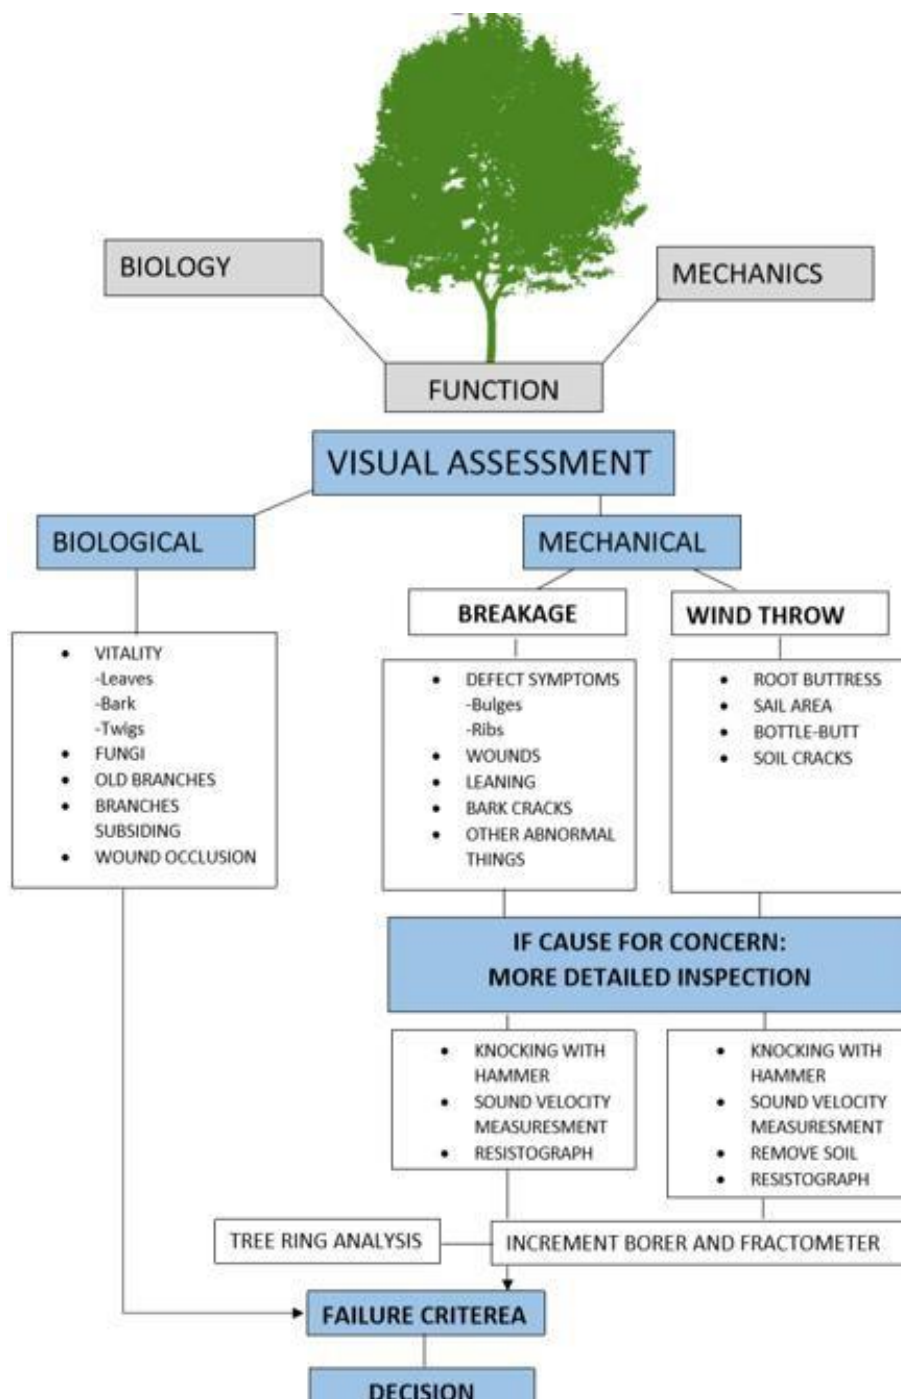 BIOLOGY
MECHANICS
FUNCTION
VISUAL ASSESSMENT
BIOLOGICAL
MECHANICAL
BREAKAGE
WIND THROW
• VITALITY
-Leaves
-Bark
-Twigs
• FUNGI
• OLD BRANCHES
• BRANCHES
SUBSIDING
• WOUND OCCLUSION
• DEFECT SYMPTOMS
-Bulges
-Ribs
• WOUNDS
• LEANING
• BARK CRACKS
• OTHER ABNORMAL
THINGS
• ROOT BUTTRESS
• SAIL AREA
• BOTTLE-BUTT
• SOIL CRACKS
IF CAUSE FOR CONCERN:
MORE DETAILED INSPECTION
• KNOCKING WITH
HAMMER
• SOUND VELOCITY
MEASURESMENT
• RESISTOGRAPH
• KNOCKING WITH
HAMMER
• SOUND VELOCITY
MEASURESMENT
• REMOVE SOIL
• RESISTOGRAPH
TREE RING ANALYSIS
INCREMENT BORER AND FRACTOMETER
FAILURE CRITEREA
DECISION